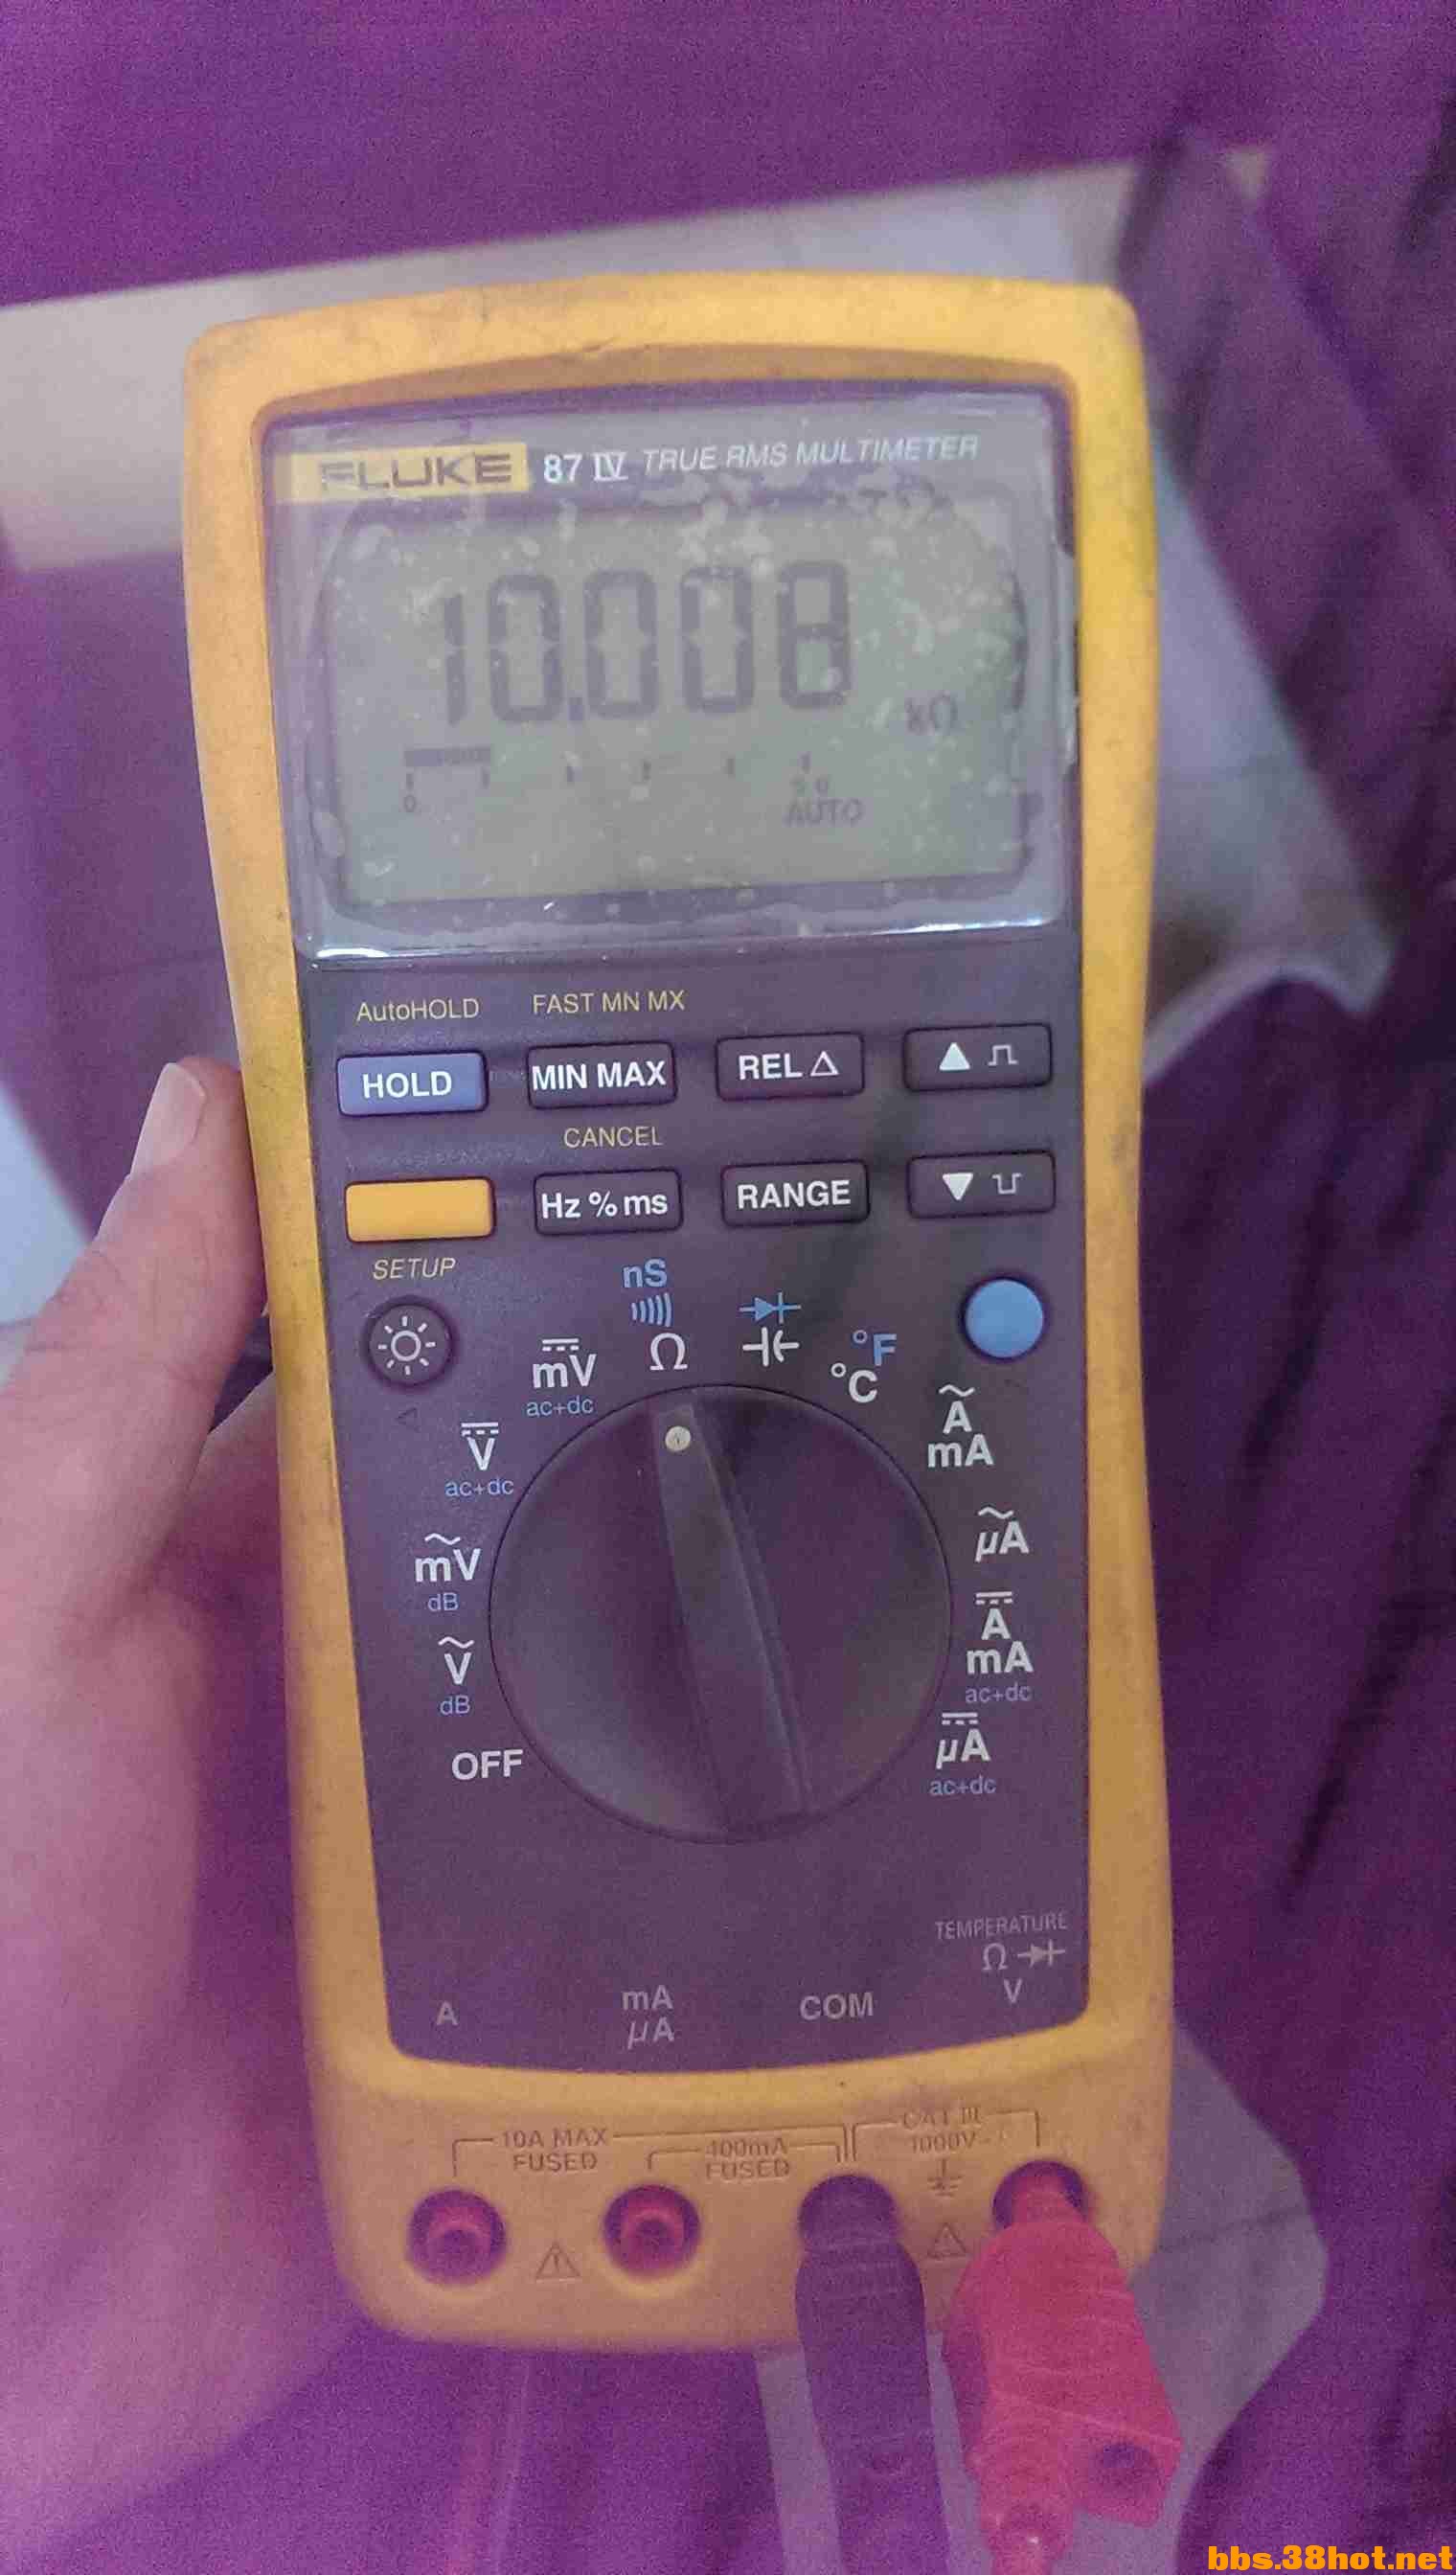 FLUKE 87 IV TRUE RMS MULTIMETER
10.008
kΩ
0 50
AUTO
AutoHOLD FAST MN MX
HOLD MIN MAX REL △ ▲
CANCEL
Hz % ms RANGE ▼
SETUP
nS
Ω
mV
ac+dc
°F
°C
V
ac+dc
A
mA
mV
dB
µA
V
dB
A
mA
ac+dc
OFF
µA
ac+dc
TEMPERATURE
Ω
V
A
mA
µA
COM
10A MAX
FUSED
400mA
FUSED
CAT III
1000V
bbs.38hot.net